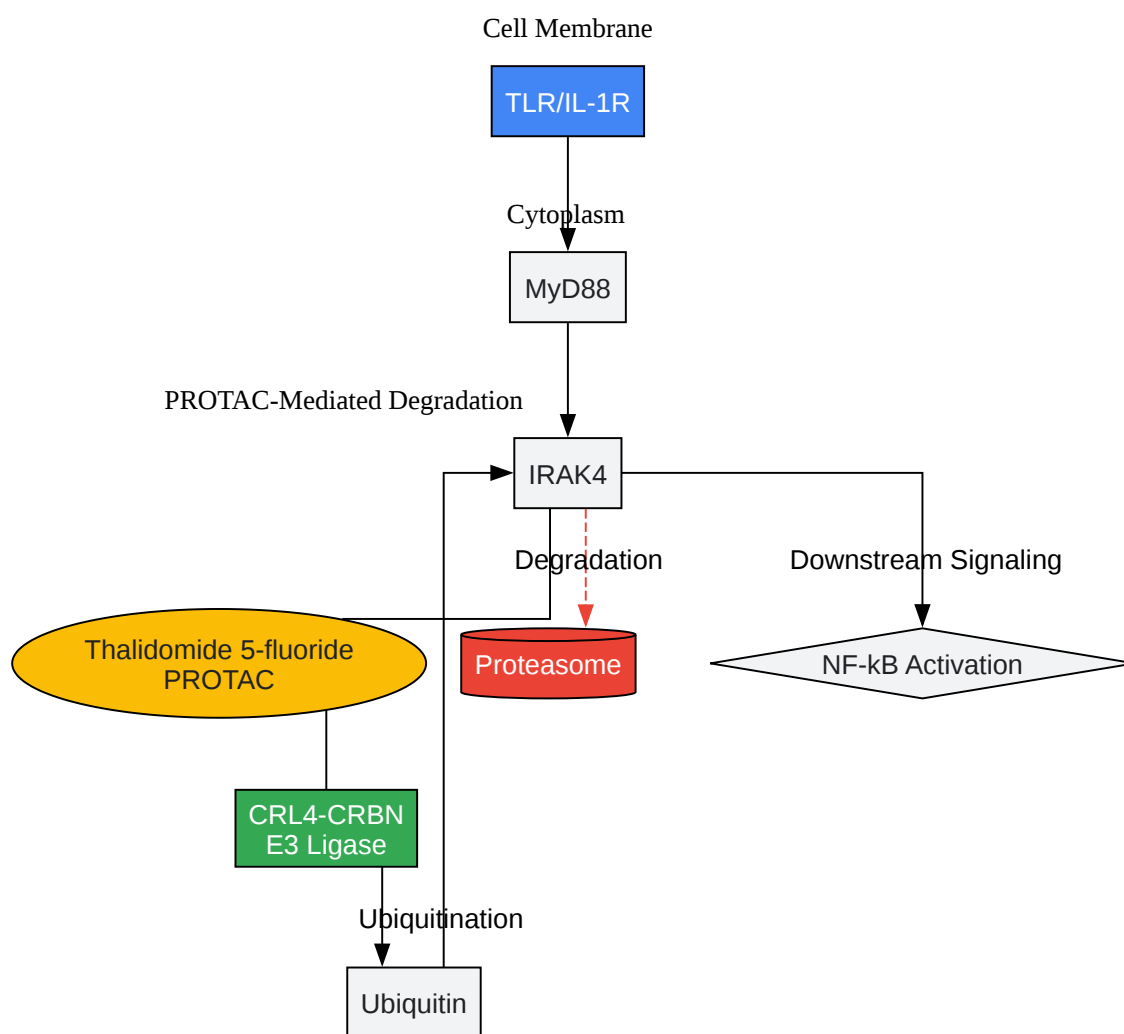 Cell Membrane
TLR/IL-1R
Cytoplasm
MyD88
PROTAC-Mediated Degradation
IRAK4
Degradation
Downstream Signaling
Thalidomide 5-fluoride
PROTAC
Proteasome
NF-kB Activation
CRL4-CRBN
E3 Ligase
Ubiquitination
Ubiquitin